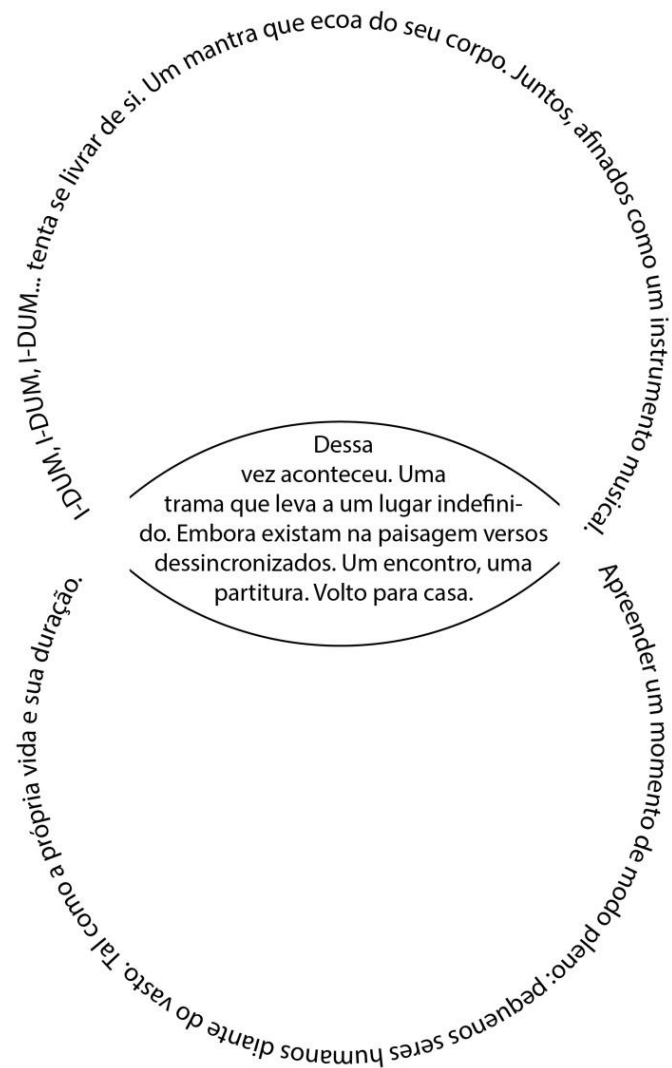 I-DUM, I-DUM, I-DUM... tenta se livrar de si. Um mantra que ecoa do seu corpo. Juntos, afinados como um instrumento musical.
Dessa
vez aconteceu. Uma
trama que leva a um lugar indefini-
do. Embora existam na paisagem versos
dessincronizados. Um encontro, uma
partitura. Volto para casa.
Apreender um momento de modo pleno: pequenos seres humanos diante do vasto. Tal como a própria vida e sua duração.